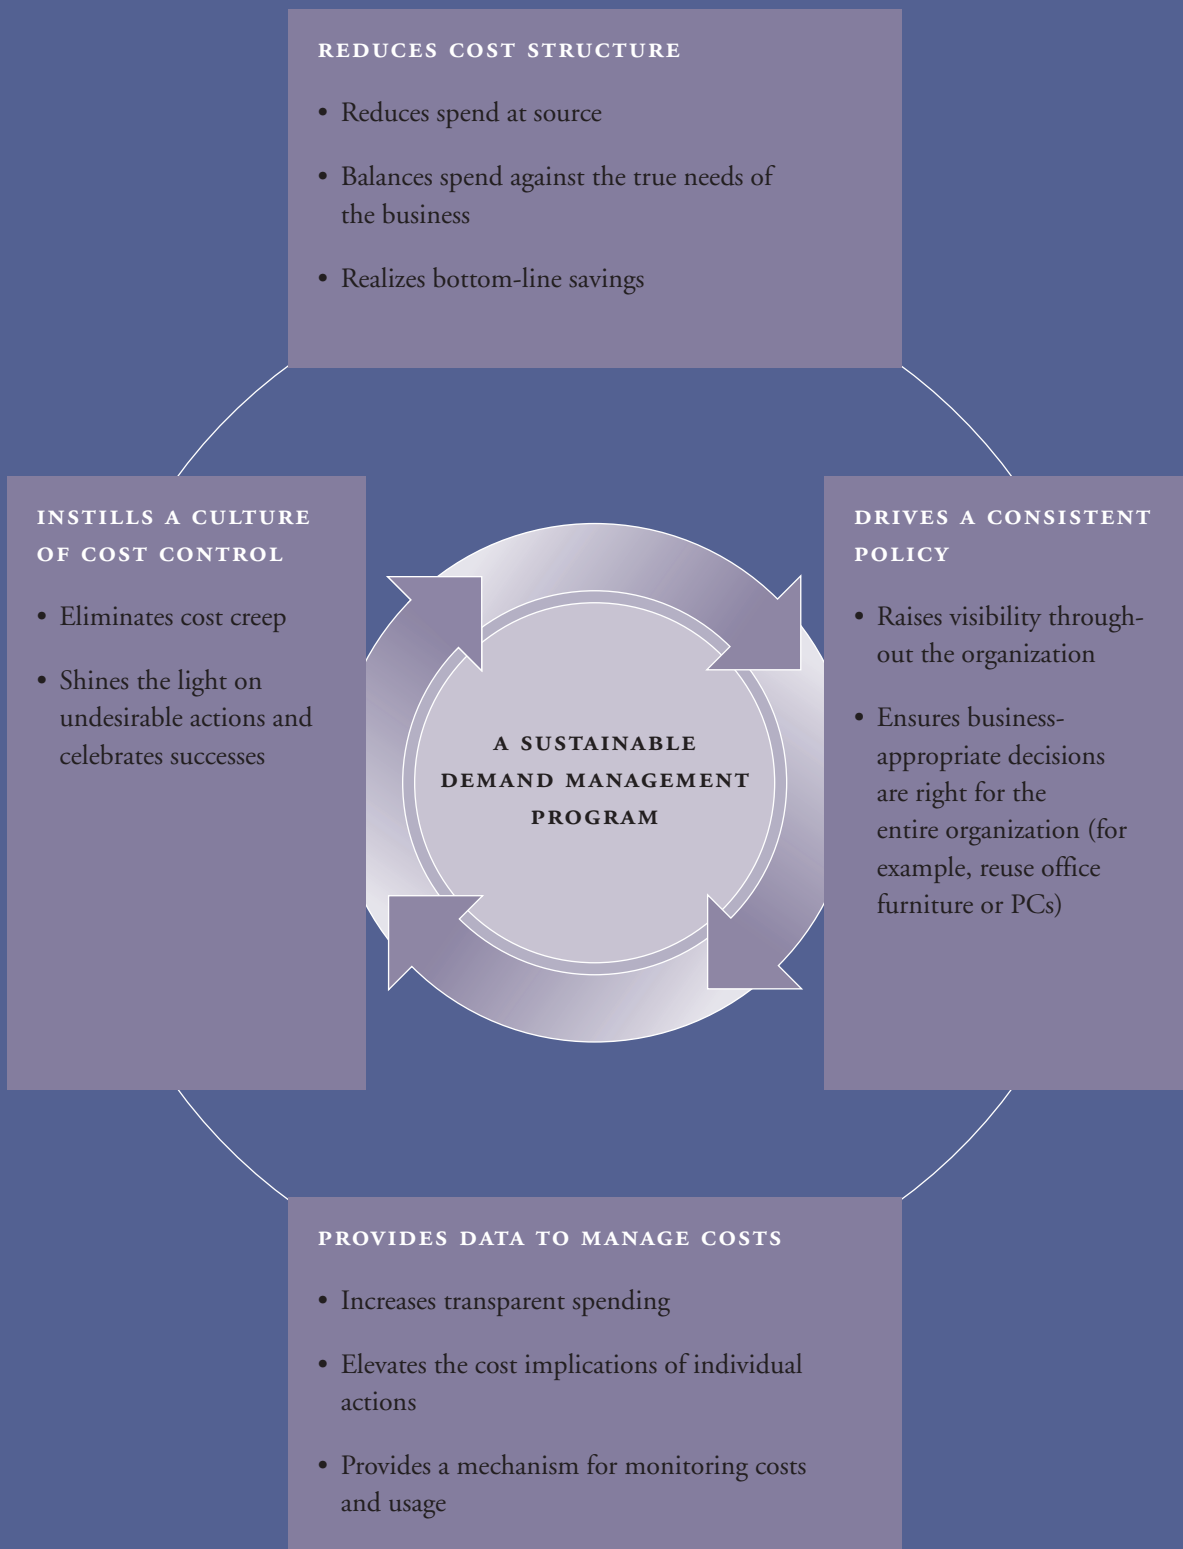 REDUCES COST STRUCTURE
• Reduces spend at source
• Balances spend against the true needs of
the business
• Realizes bottom-line savings
INSTILLS A CULTURE
OF COST CONTROL
• Eliminates cost creep
• Shines the light on
undesirable actions and
celebrates successes
A SUSTAINABLE
DEMAND MANAGEMENT
PROGRAM
DRIVES A CONSISTENT
POLICY
• Raises visibility through-
out the organization
• Ensures business-
appropriate decisions
are right for the
entire organization (for
example, reuse office
furniture or PCs)
PROVIDES DATA TO MANAGE COSTS
• Increases transparent spending
• Elevates the cost implications of individual
actions
• Provides a mechanism for monitoring costs
and usage